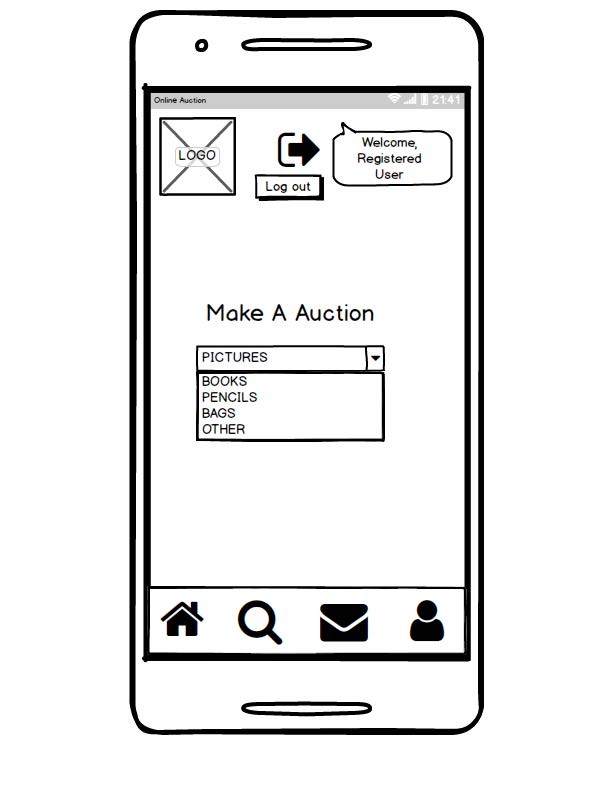 Online Auction
21:41
LOGO
Log out
Welcome,
Registered
User
Make A Auction
PICTURES
BOOKS
PENCILS
BAGS
OTHER